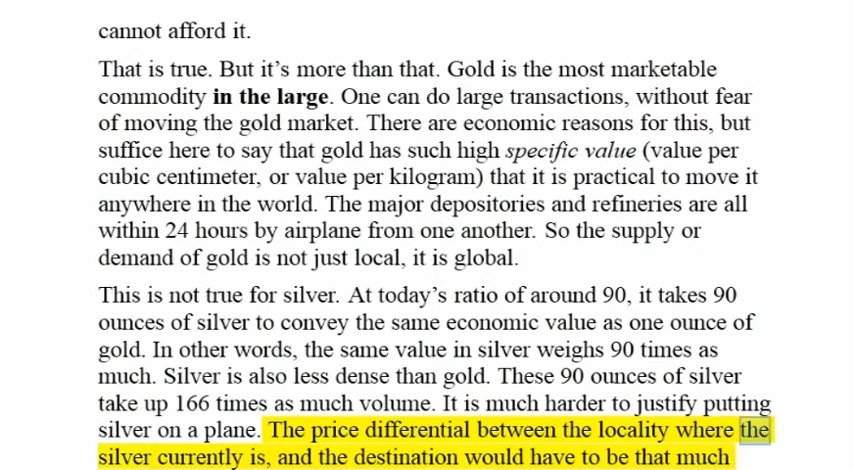 cannot afford it.
That is true. But it’s more than that. Gold is the most marketable
commodity in the large. One can do large transactions, without fear
of moving the gold market. There are economic reasons for this, but
suffice here to say that gold has such high specific value (value per
cubic centimeter, or value per kilogram) that it is practical to move it
anywhere in the world. The major depositories and refineries are all
within 24 hours by airplane from one another. So the supply or
demand of gold is not just local, it is global.
This is not true for silver. At today’s ratio of around 90, it takes 90
ounces of silver to convey the same economic value as one ounce of
gold. In other words, the same value in silver weighs 90 times as
much. Silver is also less dense than gold. These 90 ounces of silver
take up 166 times as much volume. It is much harder to justify putting
silver on a plane. The price differential between the locality where the
silver currently is, and the destination would have to be that much